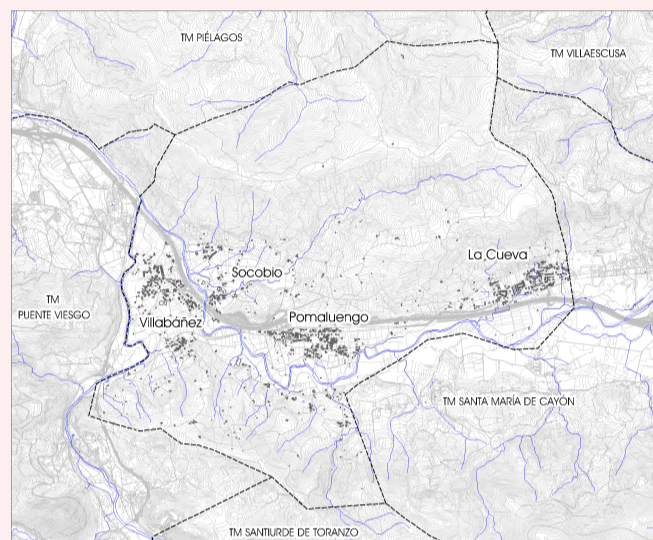 TM PIÉLAGOS
TM VILLAESCUSA
La Cueva
Socobio
TM
PUENTE VIESGO
Villabáñez
Pomaluengo
TM SANTA MARÍA DE CAYÓN
TM SANTIURDE DE TORANZO